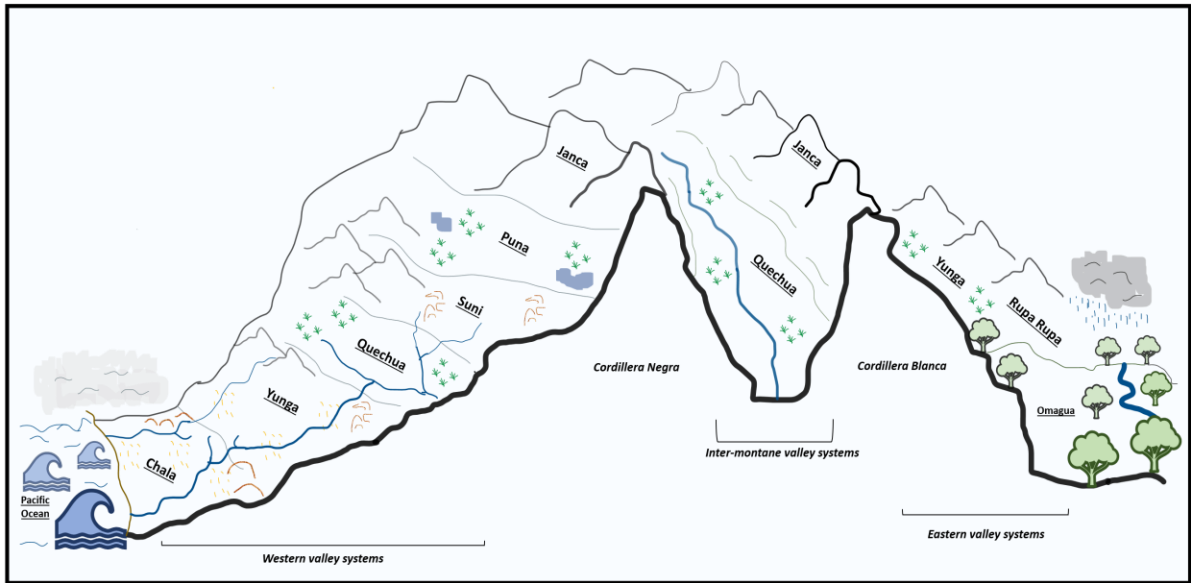 Janca
Janca
Puna
Quechua
Yunga
Suni
Rupa Rupa
Quechua
Cordillera Negra
Cordillera Blanca
Yunga
Omagua
Inter-montane valley systems
Chala
Pacific
Ocean
Eastern valley systems
Western valley systems